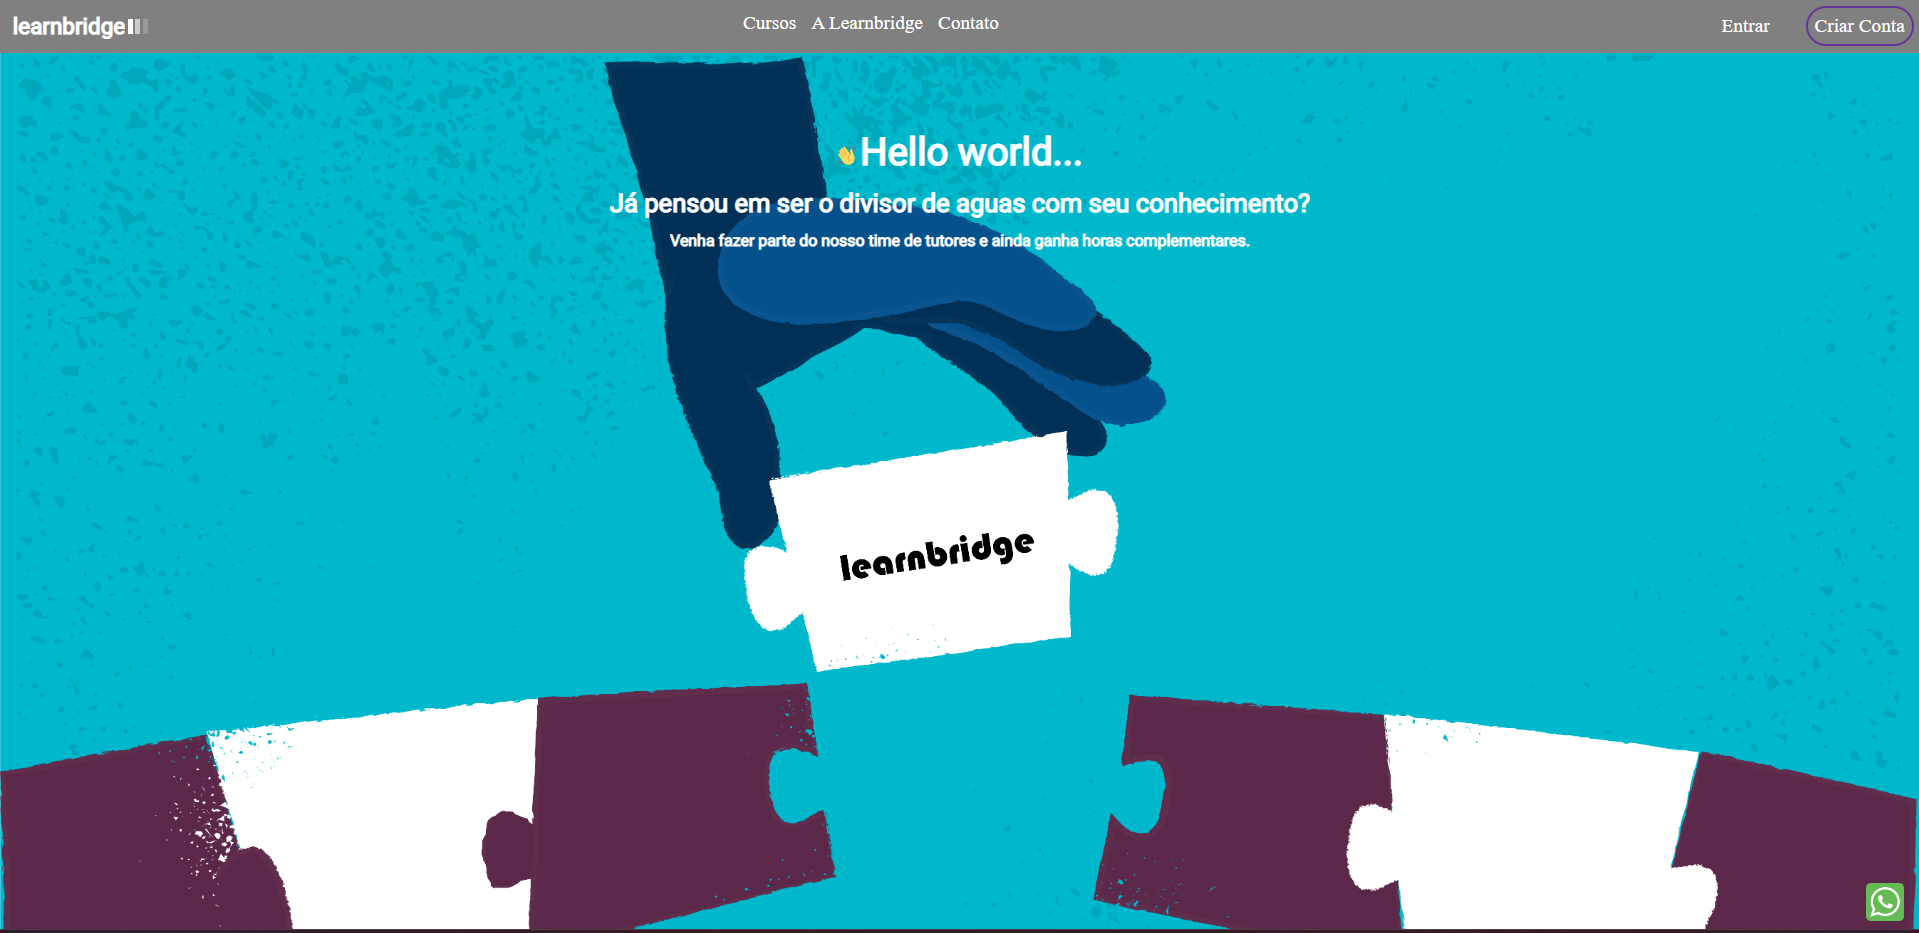 learnbridge
Cursos A Learnbridge Contato
Entrar
Criar Conta
👋Hello world...
Já pensou em ser o divisor de aguas com seu conhecimento?
Venha fazer parte do nosso time de tutores e ainda ganha horas complementares.
learnbridge